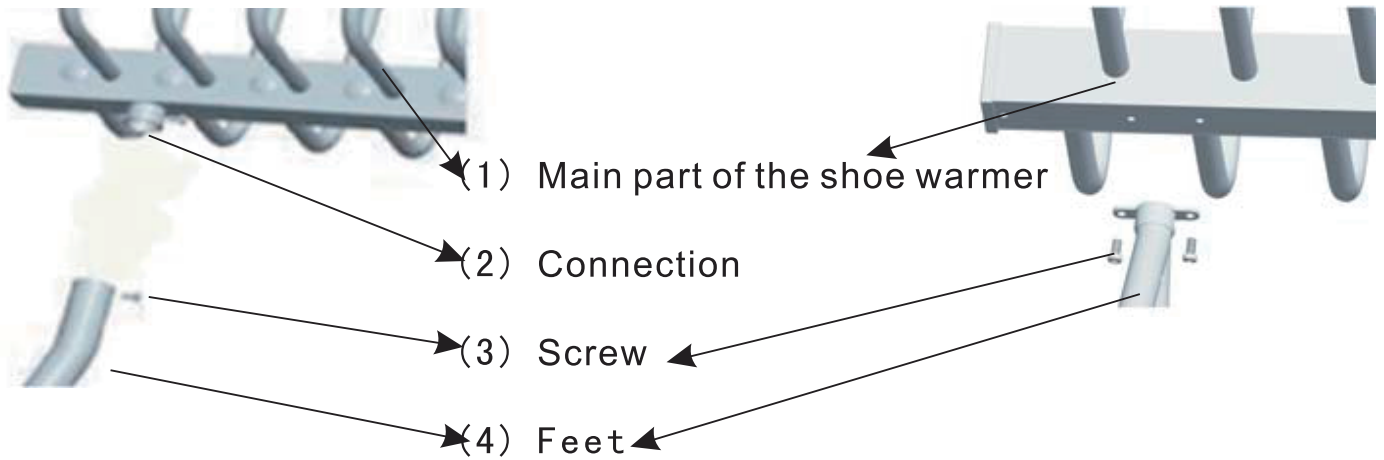 (1) Main part of the shoe warmer
(2) Connection
(3) Screw
(4) Feet